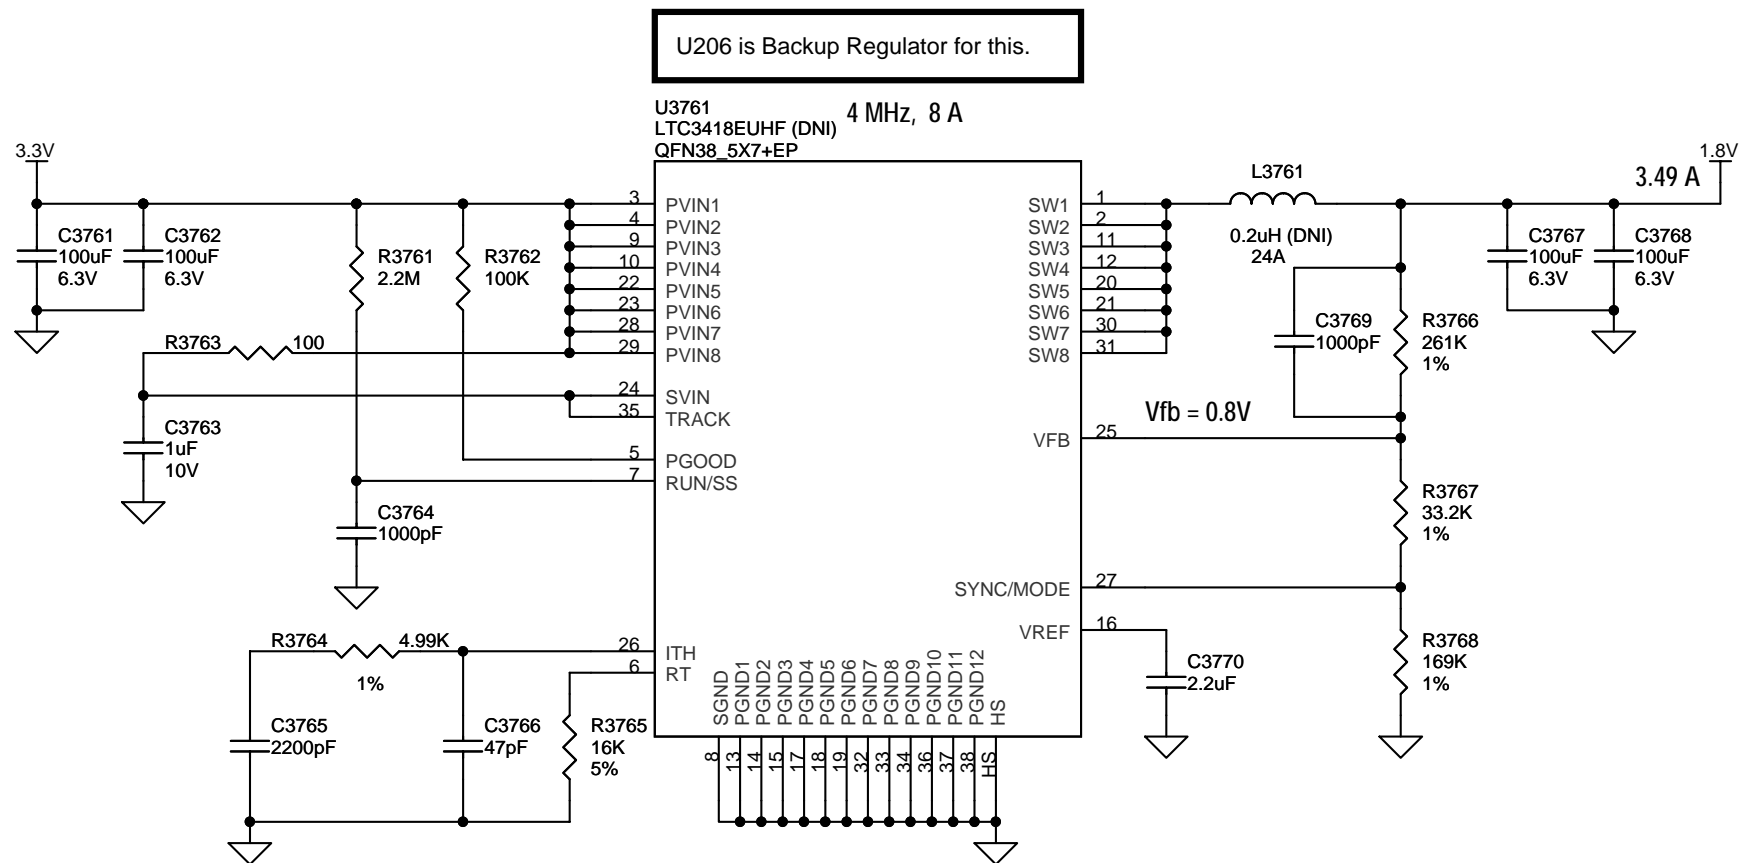 U206 is Backup Regulator for this.
U3761
LTC3418EUHF (DNI)
QFN38_5X7+EP
4 MHz, 8 A
3.3V
C3761
100uF
6.3V
C3762
100uF
6.3V
R3761
2.2M
R3762
100K
R3763
100
C3763
1uF
10V
C3764
1000pF
R3764
4.99K
1%
C3765
2200pF
C3766
47pF
R3765
16K
5%
3 PVIN1
4 PVIN2
9 PVIN3
10 PVIN4
22 PVIN5
23 PVIN6
28 PVIN7
29 PVIN8
24 SVIN
35 TRACK
5 PGOOD
7 RUN/SS
26 ITH
6 RT
SW1 1
SW2 2
SW3 11
SW4 12
SW5 20
SW6 21
SW7 30
SW8 31
VFB 25
SYNC/MODE 27
VREF 16
SGND 8
PGND1 13
PGND2 14
PGND3 15
PGND4 17
PGND5 18
PGND6 19
PGND7 32
PGND8 33
PGND9 34
PGND10 36
PGND11 37
PGND12 38
HS HS
L3761
0.2uH (DNI)
24A
3.49 A
1.8V
C3767
100uF
6.3V
C3768
100uF
6.3V
C3769
1000pF
R3766
261K
1%
Vfb = 0.8V
R3767
33.2K
1%
R3768
169K
1%
C3770
2.2uF